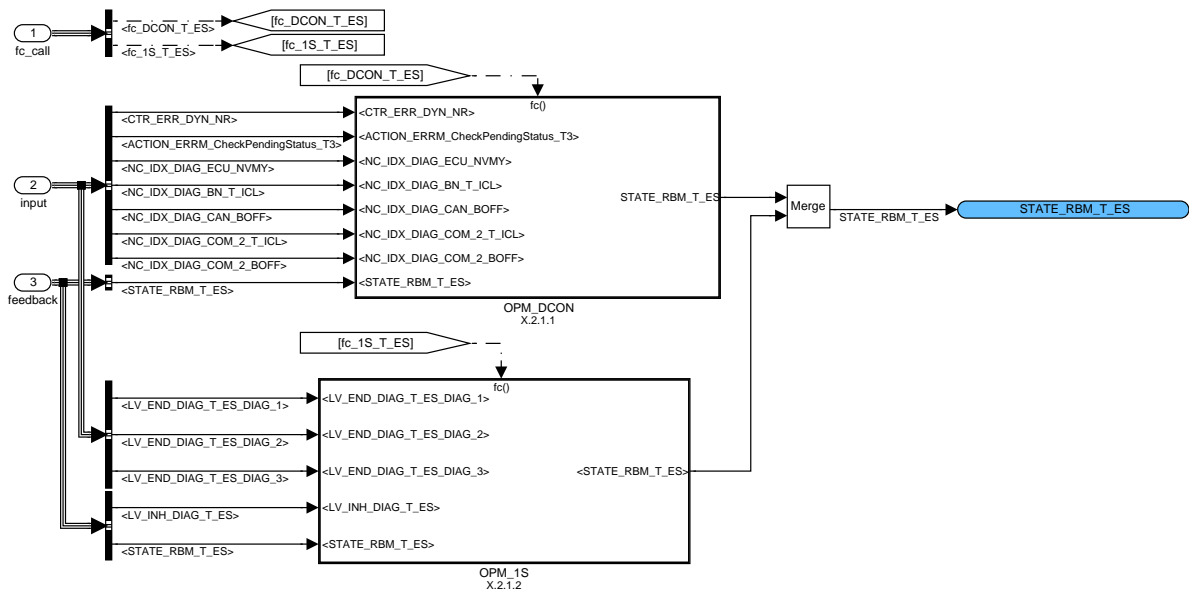 1
fc_call
<fc_DCON_T_ES>
[fc_DCON_T_ES]
<fc_1S_T_ES>
[fc_1S_T_ES]
[fc_DCON_T_ES]
fc()
2
input
<CTR_ERR_DYN_NR>
<CTR_ERR_DYN_NR>
<ACTION_ERRM_CheckPendingStatus_T3>
<ACTION_ERRM_CheckPendingStatus_T3>
<NC_IDX_DIAG_ECU_NVMY>
<NC_IDX_DIAG_ECU_NVMY>
<NC_IDX_DIAG_BN_T_ICL>
<NC_IDX_DIAG_BN_T_ICL>
<NC_IDX_DIAG_CAN_BOFF>
<NC_IDX_DIAG_CAN_BOFF>
<NC_IDX_DIAG_COM_2_T_ICL>
<NC_IDX_DIAG_COM_2_T_ICL>
<NC_IDX_DIAG_COM_2_BOFF>
<NC_IDX_DIAG_COM_2_BOFF>
3
feedback
<STATE_RBM_T_ES>
<STATE_RBM_T_ES>
STATE_RBM_T_ES
OPM_DCON
X.2.1.1
Merge
STATE_RBM_T_ES
STATE_RBM_T_ES
[fc_1S_T_ES]
fc()
<LV_END_DIAG_T_ES_DIAG_1>
<LV_END_DIAG_T_ES_DIAG_1>
<LV_END_DIAG_T_ES_DIAG_2>
<LV_END_DIAG_T_ES_DIAG_2>
<LV_END_DIAG_T_ES_DIAG_3>
<LV_END_DIAG_T_ES_DIAG_3>
<LV_INH_DIAG_T_ES>
<LV_INH_DIAG_T_ES>
<STATE_RBM_T_ES>
<STATE_RBM_T_ES>
<STATE_RBM_T_ES>
OPM_1S
X.2.1.2